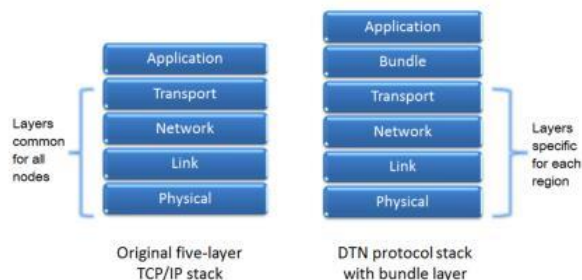 Application
Transport
Network
Link
Physical
Layers
common
for all
nodes
Original five-layer
TCP/IP stack
Application
Bundle
Transport
Network
Link
Physical
Layers
specific
for each
region
DTN protocol stack
with bundle layer